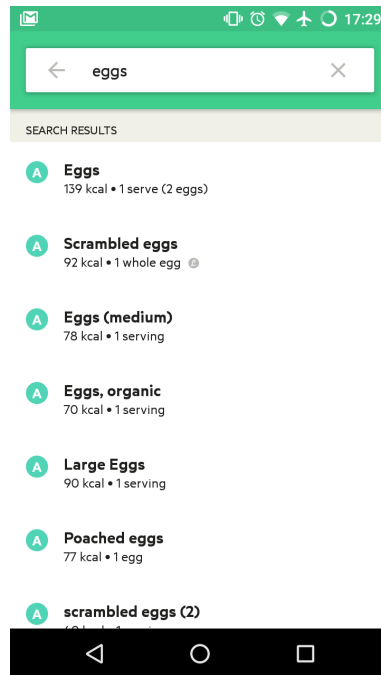 17:29
eggs
SEARCH RESULTS
A
Eggs
139 kcal • 1 serve (2 eggs)
A
Scrambled eggs
92 kcal • 1 whole egg
A
Eggs (medium)
78 kcal • 1 serving
A
Eggs, organic
70 kcal • 1 serving
A
Large Eggs
90 kcal • 1 serving
A
Poached eggs
77 kcal • 1 egg
A
scrambled eggs (2)